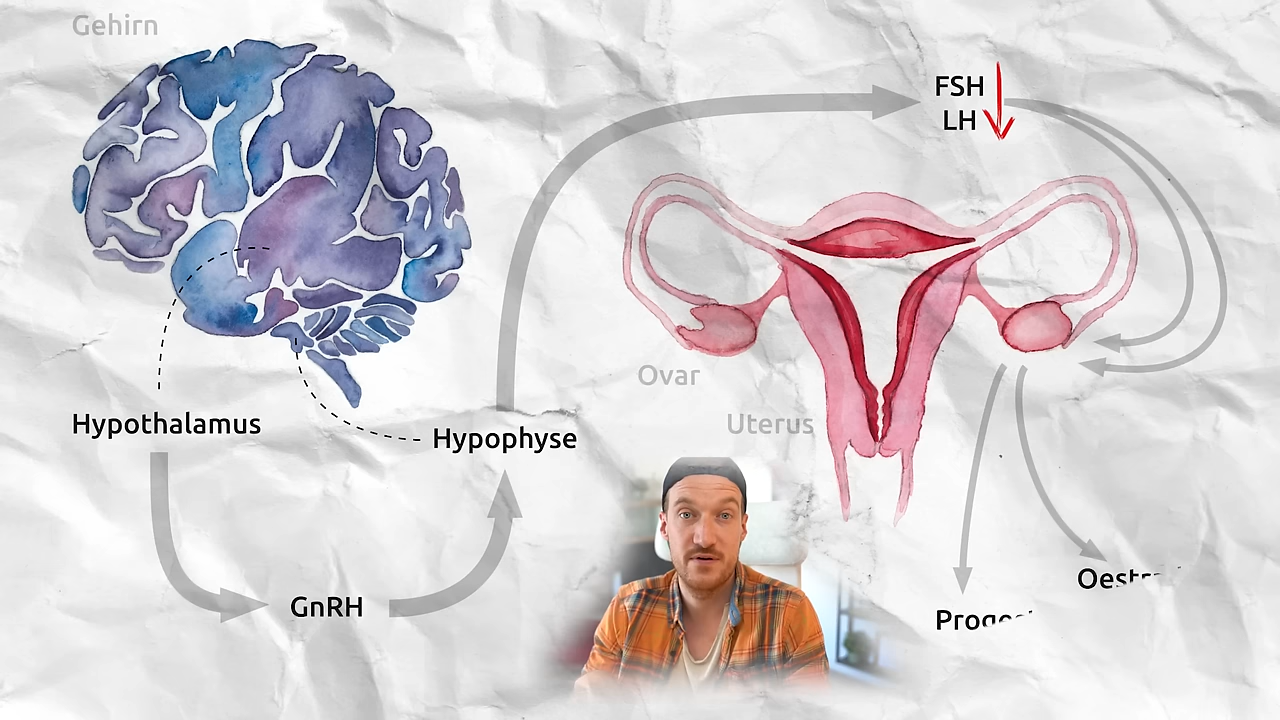 Gehirn
FSH
LH
Ovar
Uterus
Hypothalamus
Hypophyse
GnRH